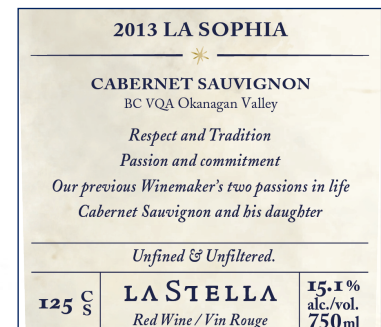 2013 LA SOPHIA
CABERNET SAUVIGNON
BC VQA Okanagan Valley
Respect and Tradition
Passion and commitment
Our previous Winemaker's two passions in life
Cabernet Sauvignon and his daughter
Unfined & Unfiltered.
125 C S
LASTELLA
Red Wine / Vin Rouge
15.1%
alc./vol.
750ml